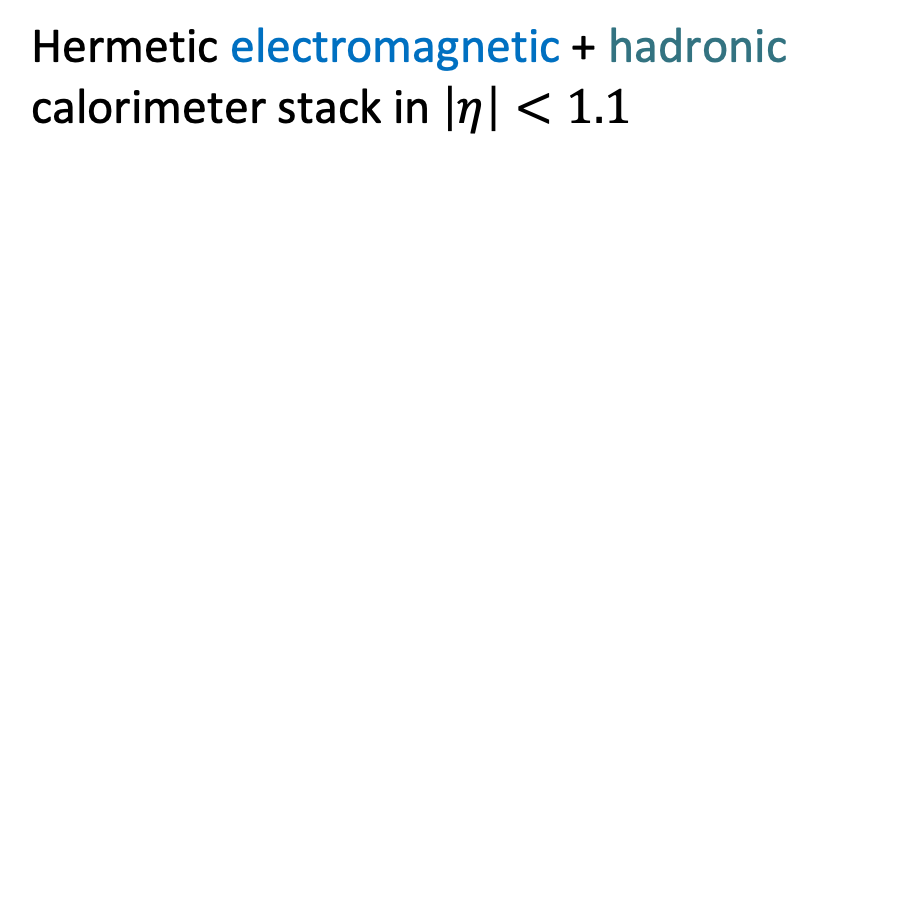 Hermetic electromagnetic + hadronic
calorimeter stack in |η| < 1.1